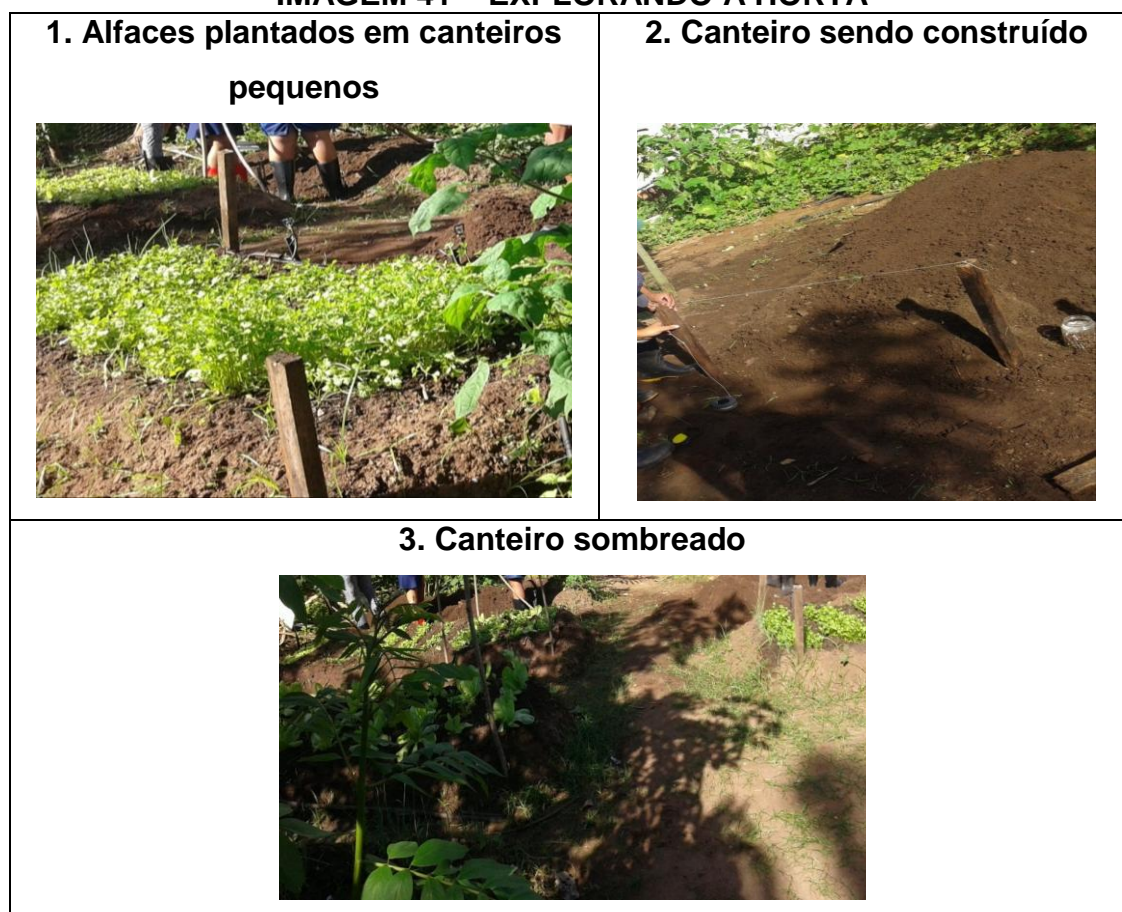 IMAGEM 41 – EXPLORANDO A HORTA
1. Alfaces plantados em canteiros
pequenos
2. Canteiro sendo construído
3. Canteiro sombreado